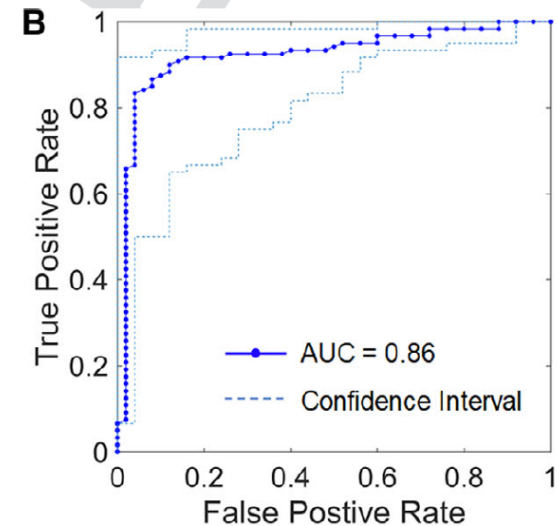 B
1
0.8
0.6
0.4
0.2
0
True Positive Rate
AUC = 0.86
Confidence Interval
0 0.2 0.4 0.6 0.8 1
False Postive Rate